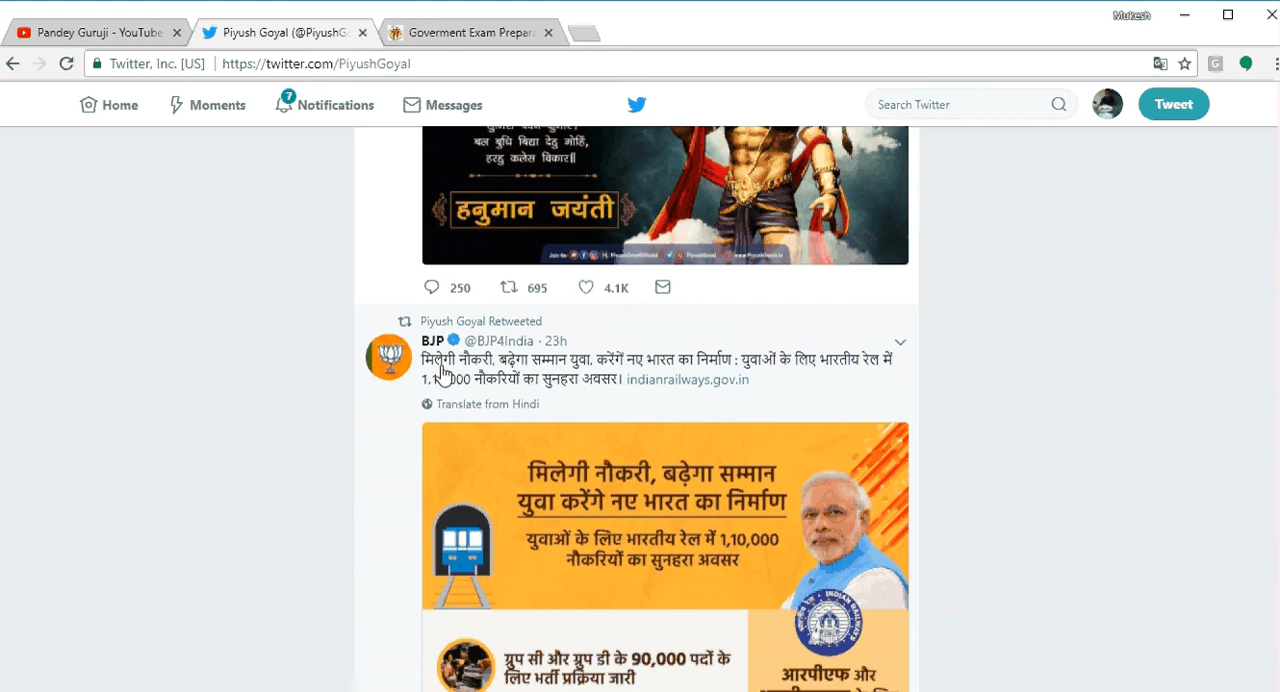 Mukesh
Pandey Guruji - YouTube
Piyush Goyal (@PiyushG
Goverment Exam Prepara
Twitter, Inc. [US]
https://twitter.com/PiyushGoyal
Home
Moments
7
Notifications
Messages
Search Twitter
Tweet
बल बुधि बिद्या देहु मोहिं,
हरहु कलेस बिकार॥
हनुमान जयंती
250
695
4.1K
Piyush Goyal Retweeted
BJP @BJP4India · 23h
मिलेगी नौकरी, बढ़ेगा सम्मान युवा, करेंगें नए भारत का निर्माण : युवाओं के लिए भारतीय रेल में
नौकरियों का सुनहरा अवसर। indianrailways.gov.in
Translate from Hindi
मिलेगी नौकरी, बढ़ेगा सम्मान
युवा करेंगे नए भारत का निर्माण
युवाओं के लिए भारतीय रेल में 1,10,000
नौकरियों का सुनहरा अवसर
INDIAN RAILWAYS
ग्रुप सी और ग्रुप डी के 90,000 पदों के
लिए भर्ती प्रक्रिया जारी
आरपीएफ और